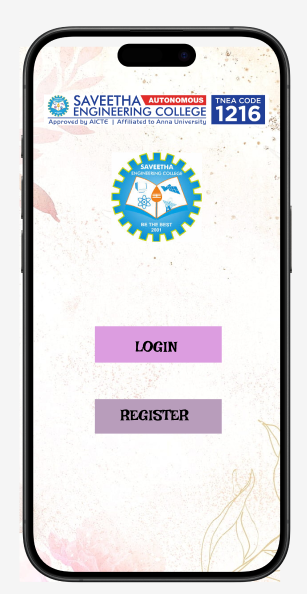 SAVEETHA AUTONOMOUS
ENGINEERING COLLEGE
Approved by AICTE | Affiliated to Anna University
TNEA CODE
1216
SAVEETHA
ENGINEERING COLLEGE
BE THE BEST
2001
LOGIN
REGISTER